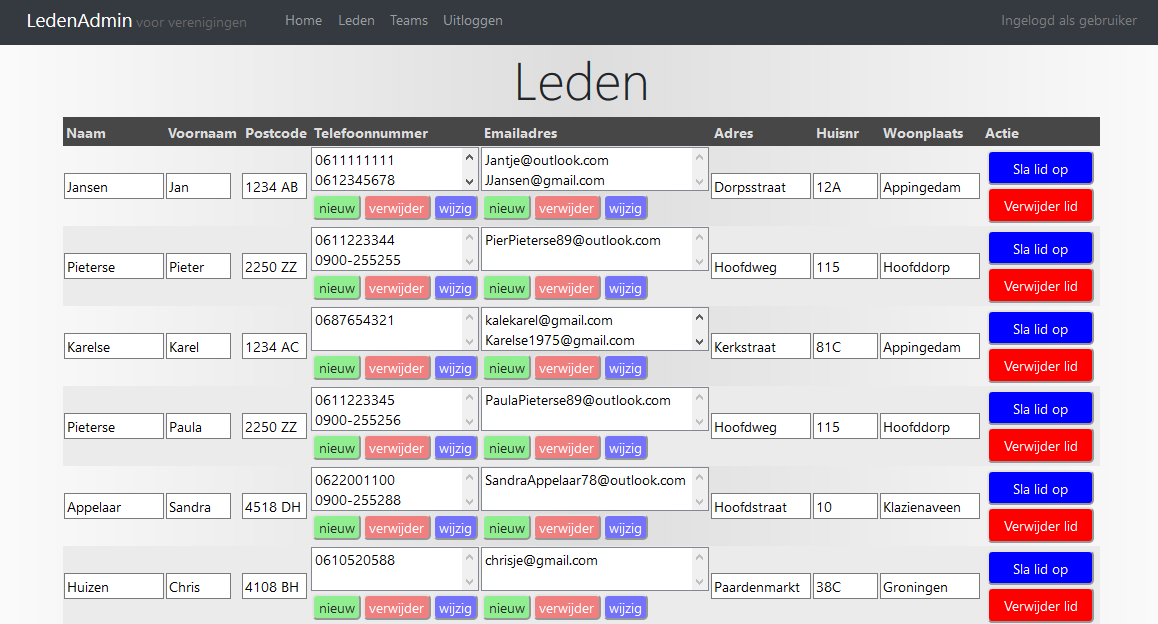 LedenAdmin voor verenigingen Home Leden Teams Uitloggen Ingelogd als gebruiker
Leden
Naam Voornaam Postcode Telefoonnummer Emailadres Adres Huisnr Woonplaats Actie
0611111111 Jantje@outlook.com Sla lid op
0612345678 JJansen@gmail.com
Jansen Jan 1234 AB Dorpsstraat 12A Appingedam
nieuw verwijder wijzig nieuw verwijder wijzig Verwijder lid
0611223344 PierPieterse89@outlook.com Sla lid op
0900-255255
Pieterse Pieter 2250 ZZ Hoofdweg 115 Hoofddorp
nieuw verwijder wijzig nieuw verwijder wijzig Verwijder lid
0687654321 kalekarel@gmail.com Sla lid op
Karelse1975@gmail.com
Karelse Karel 1234 AC Kerkstraat 81C Appingedam
nieuw verwijder wijzig nieuw verwijder wijzig Verwijder lid
0611223345 PaulaPieterse89@outlook.com Sla lid op
0900-255256
Pieterse Paula 2250 ZZ Hoofdweg 115 Hoofddorp
nieuw verwijder wijzig nieuw verwijder wijzig Verwijder lid
0622001100 SandraAppelaar78@outlook.com Sla lid op
0900-255288
Appelaar Sandra 4518 DH Hoofdstraat 10 Klazienaveen
nieuw verwijder wijzig nieuw verwijder wijzig Verwijder lid
0610520588 chrisje@gmail.com Sla lid op
Huizen Chris 4108 BH Paardenmarkt 38C Groningen
nieuw verwijder wijzig nieuw verwijder wijzig Verwijder lid